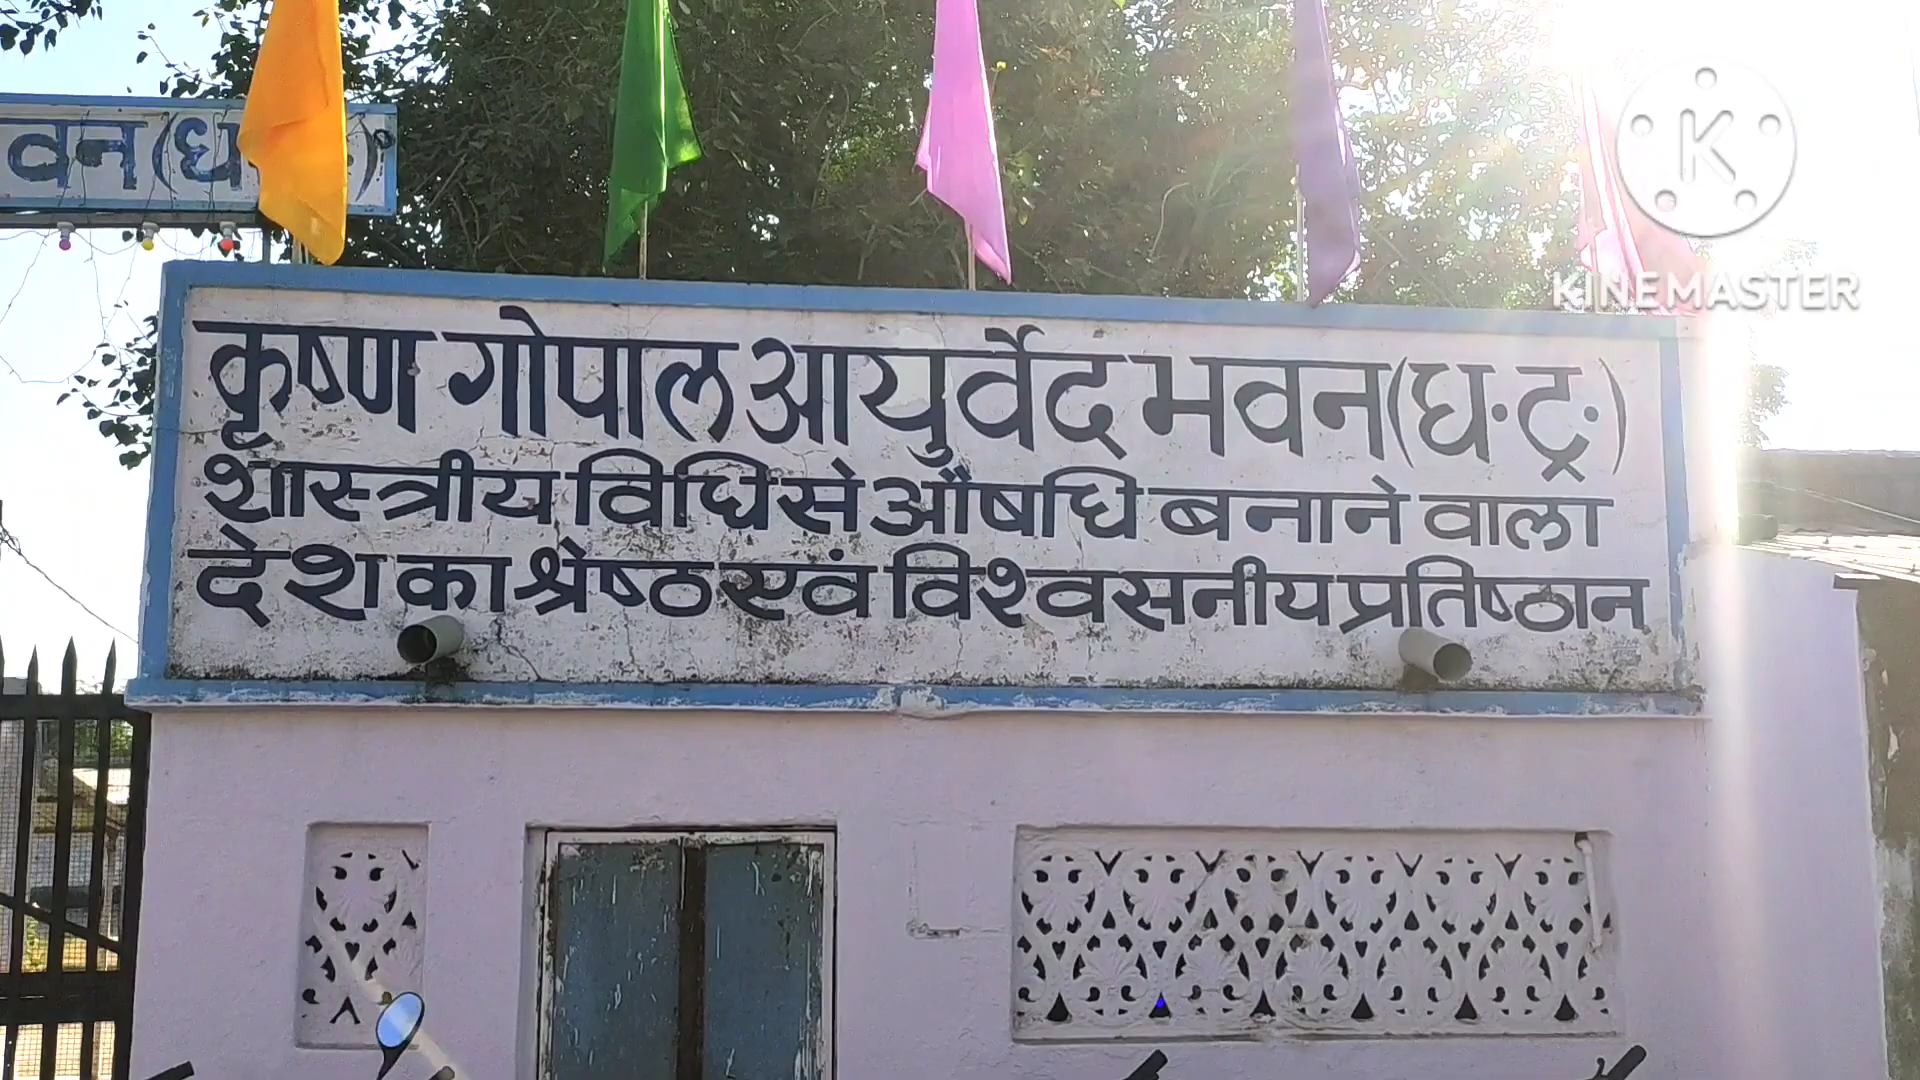 वन (ध
KINEMASTER
कृष्ण गोपाल आयुर्वेद भवन (ध. ट्र.)
शास्त्रीय विधि से औषधि बनाने वाला
देश का श्रेष्ठ एवं विश्वसनीय प्रतिष्ठान